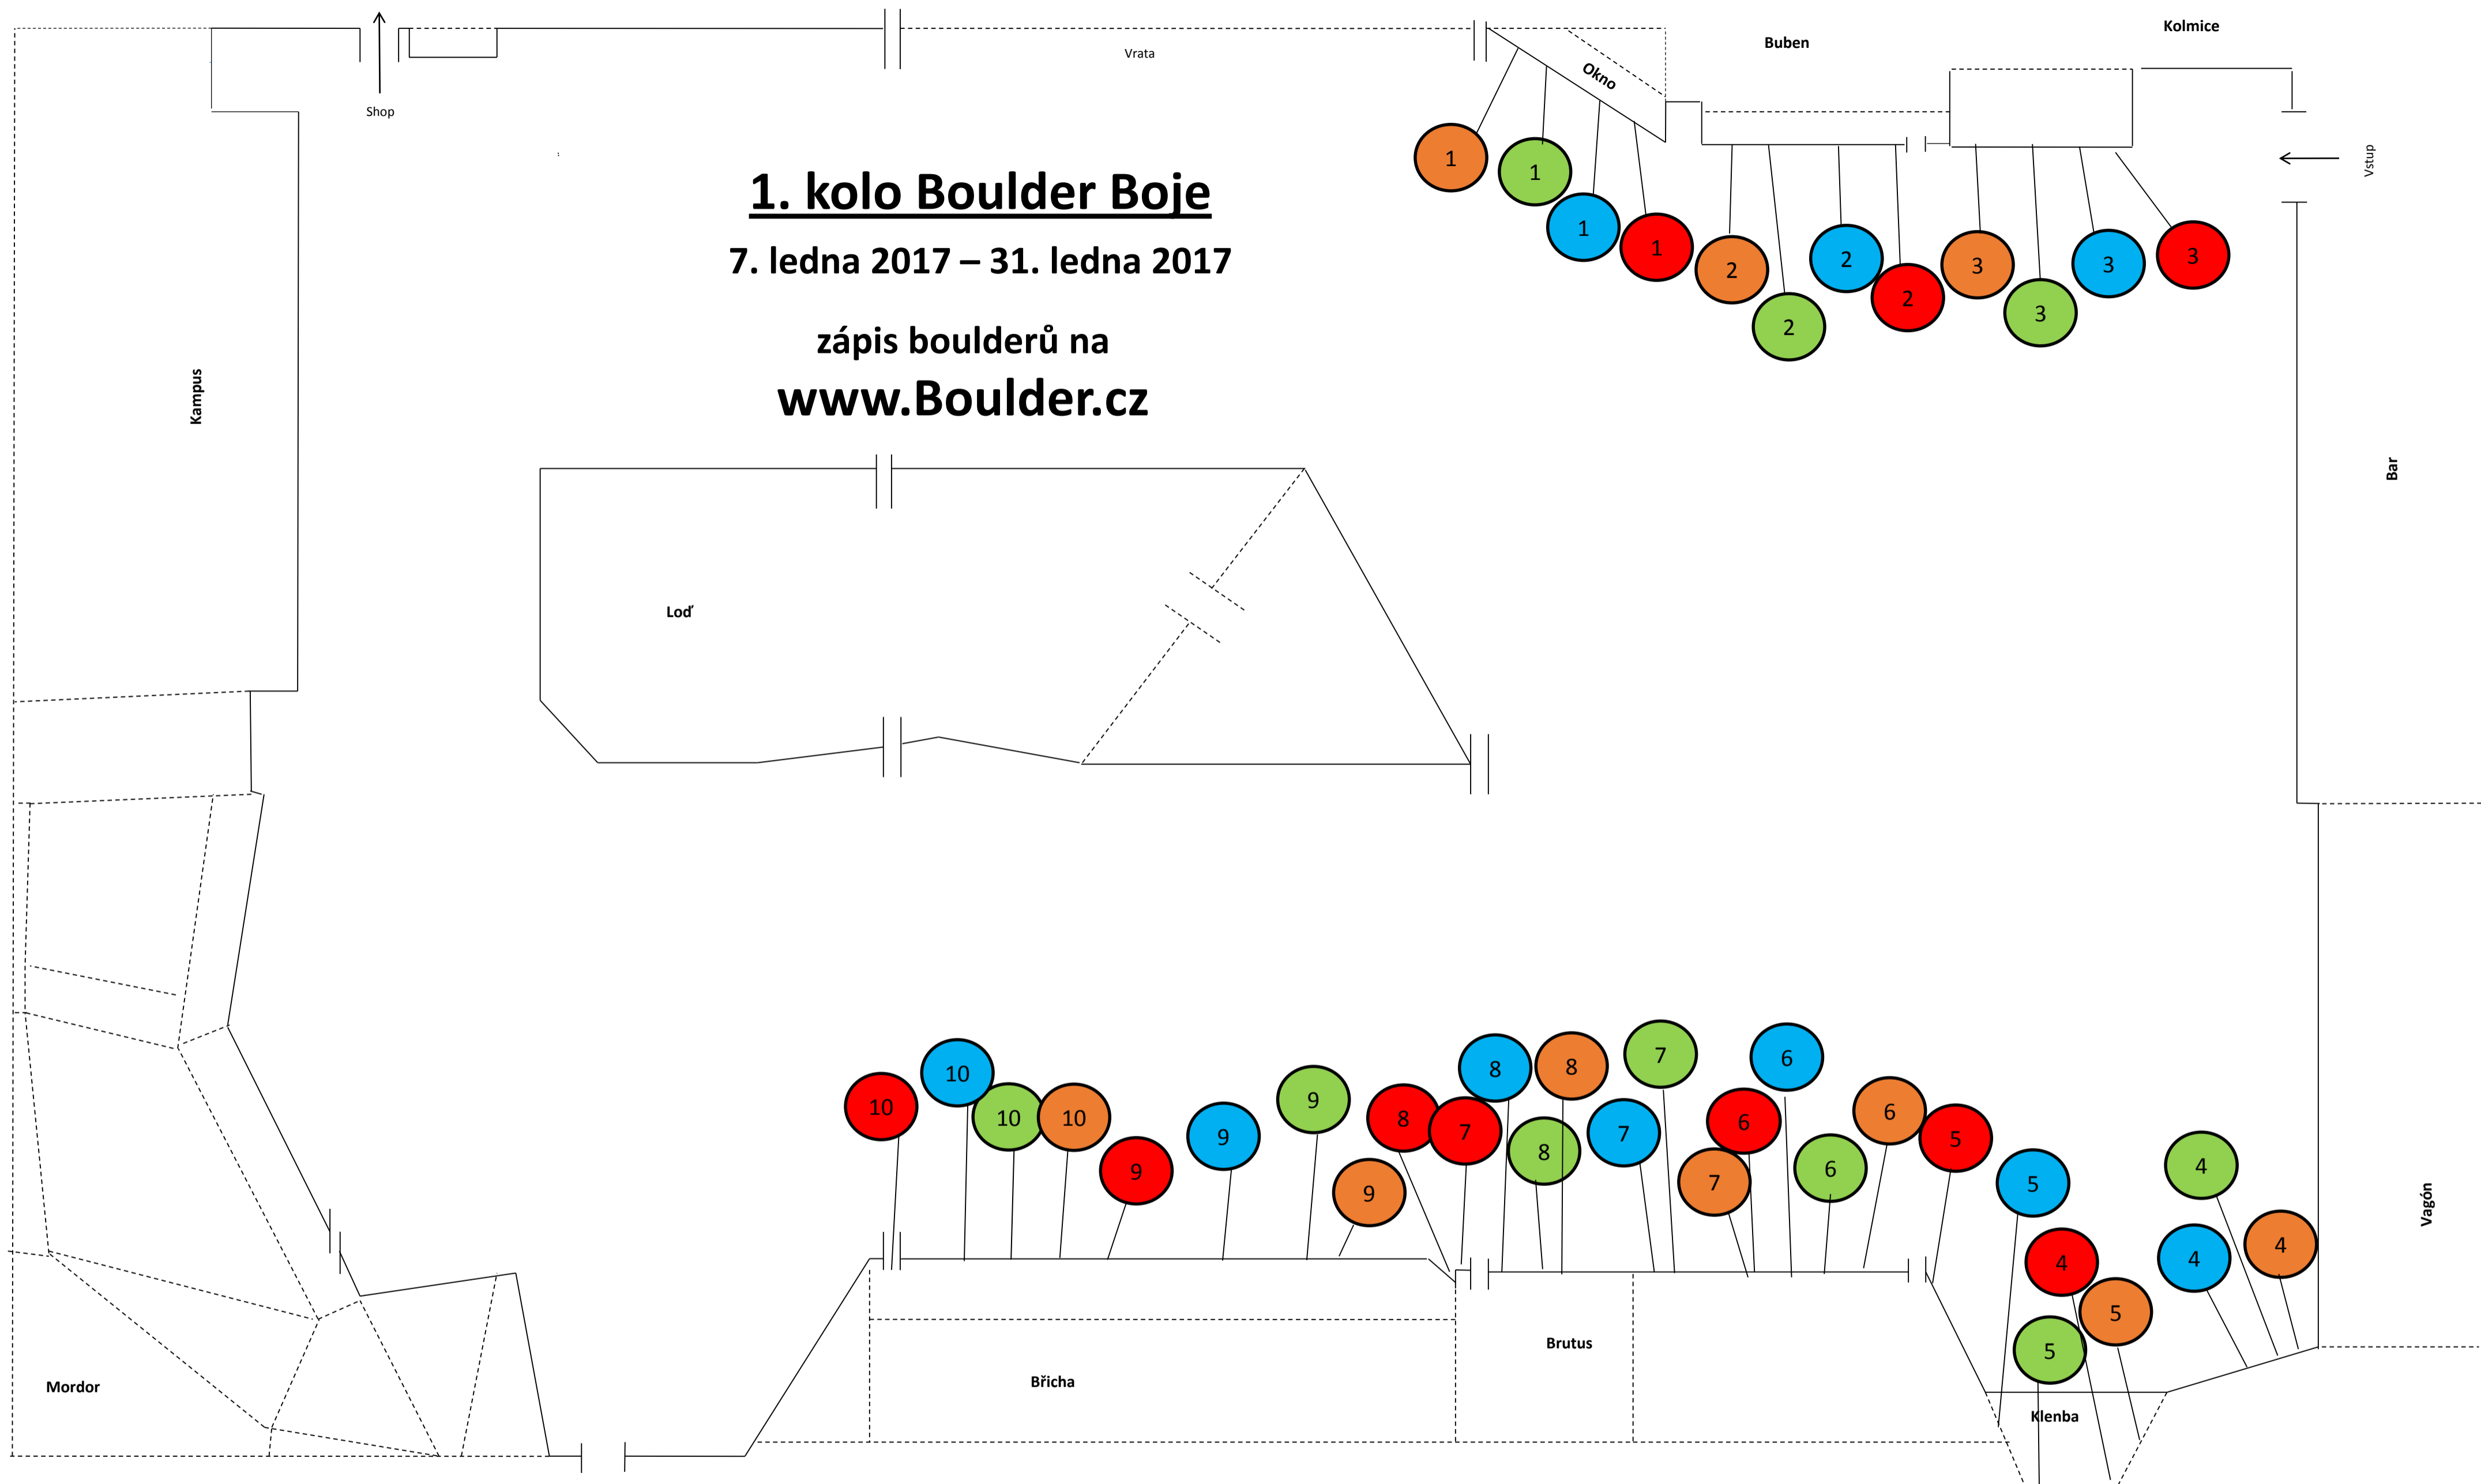 Kolmice
Buben
Vrata
Okno
Shop
Vstup
1. kolo Boulder Boje
7. ledna 2017 – 31. ledna 2017
zápis boulderů na
www.Boulder.cz
1
1
1
1
2
2
2
2
3
3
3
3
Kampus
Bar
Loď
10
10
10
10
9
9
9
9
8
7
8
8
8
7
7
7
6
6
6
6
5
5
4
5
5
4
4
4
Vagón
Mordor
Břicha
Brutus
Klenba